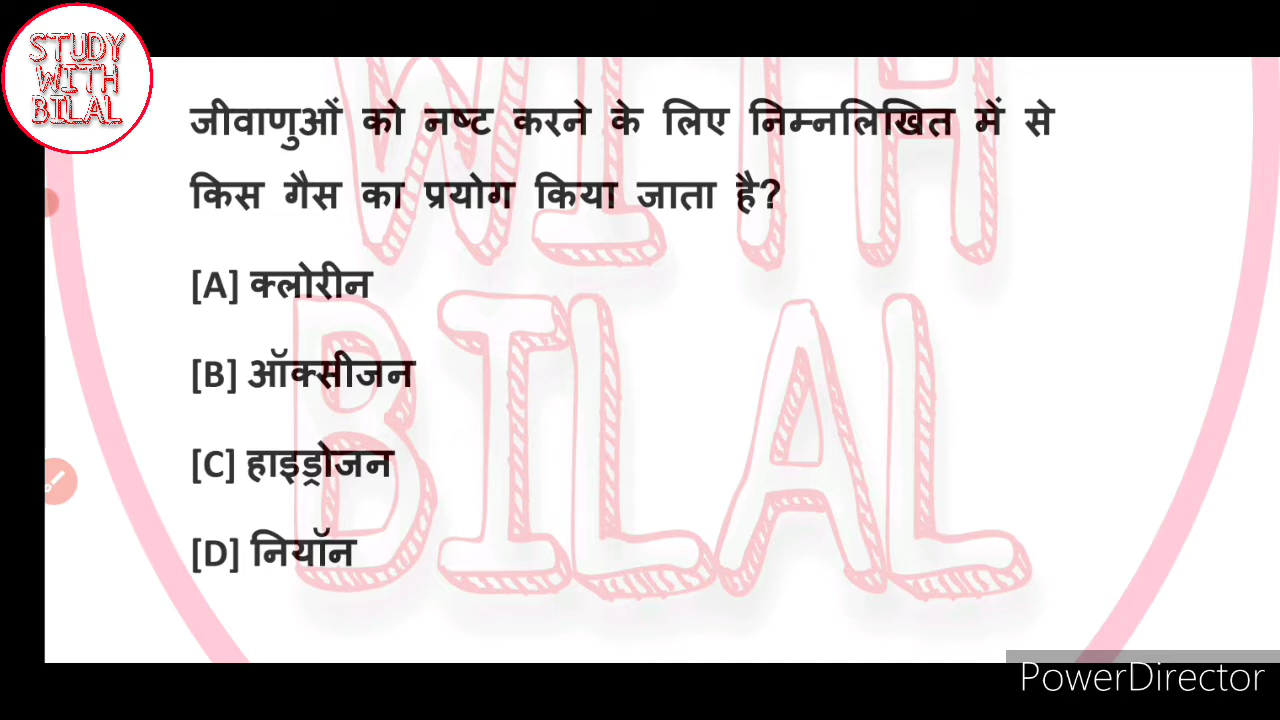 STUDY
WITH
BILAL
जीवाणुओं को नष्ट करने के लिए निम्नलिखित में से
किस गैस का प्रयोग किया जाता है?
[A] क्लोरीन
[B] ऑक्सीजन
[C] हाइड्रोजन
[D] नियॉन
WITH
BILAL
PowerDirector